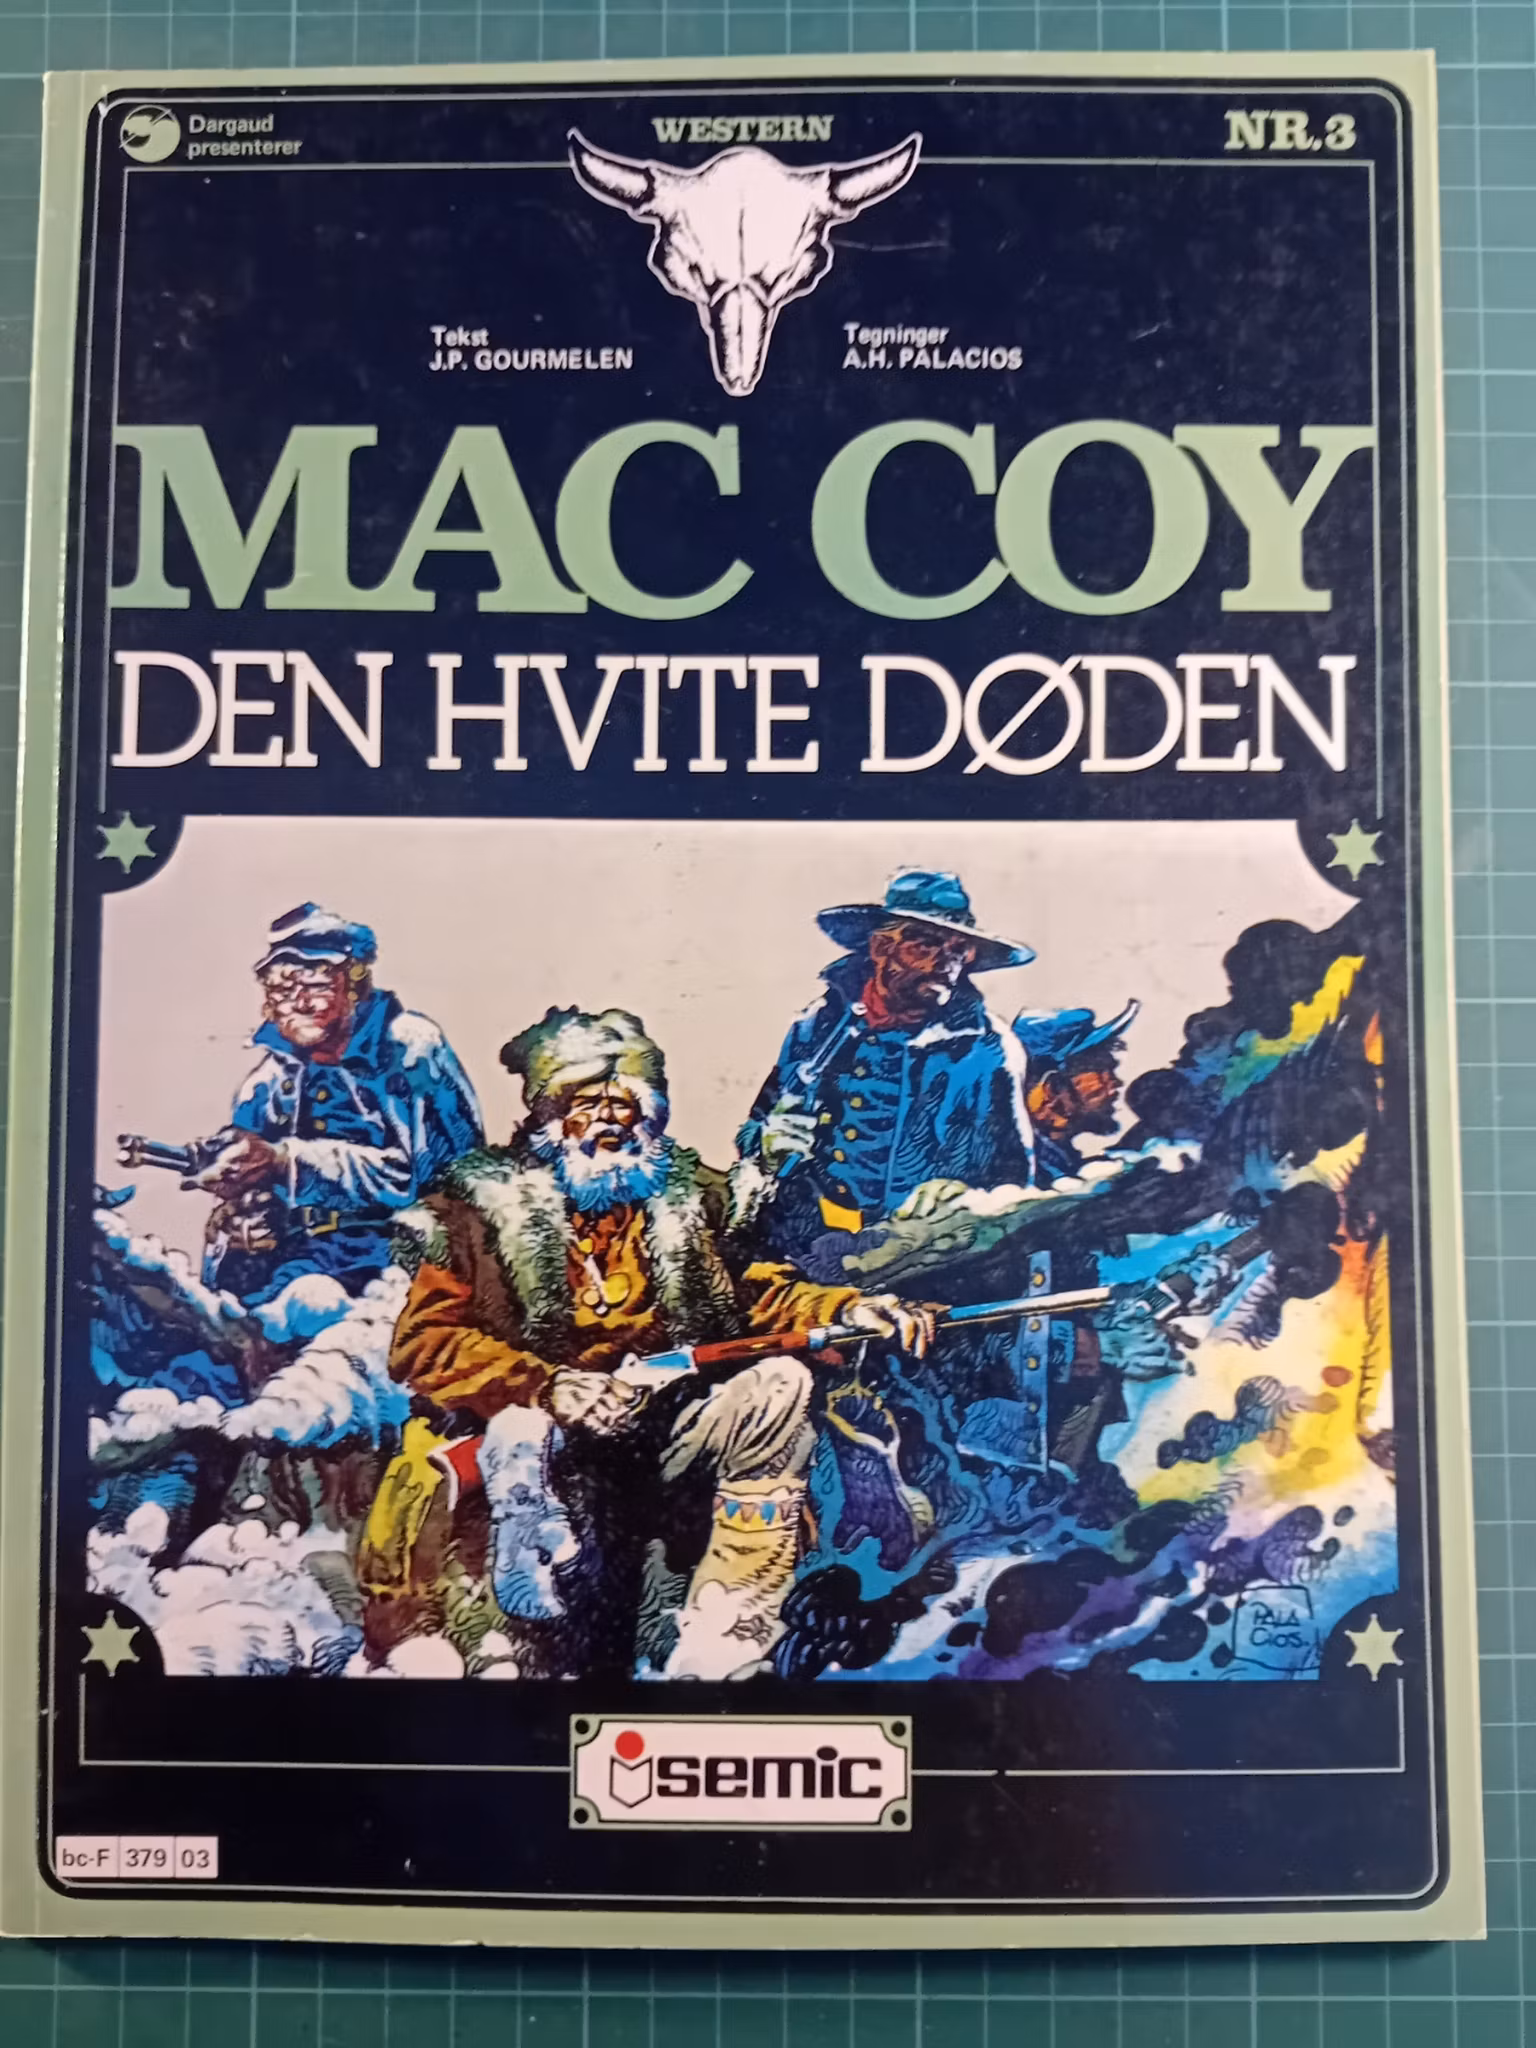 Dargaud
presenterer
WESTERN
NR.3
Tekst
J.P. GOURMELEN
Tegninger
A.H. PALACIOS
MAC COY
DEN HVITE DØDEN
PALA
CIOS.
semic
bc-F 379 03